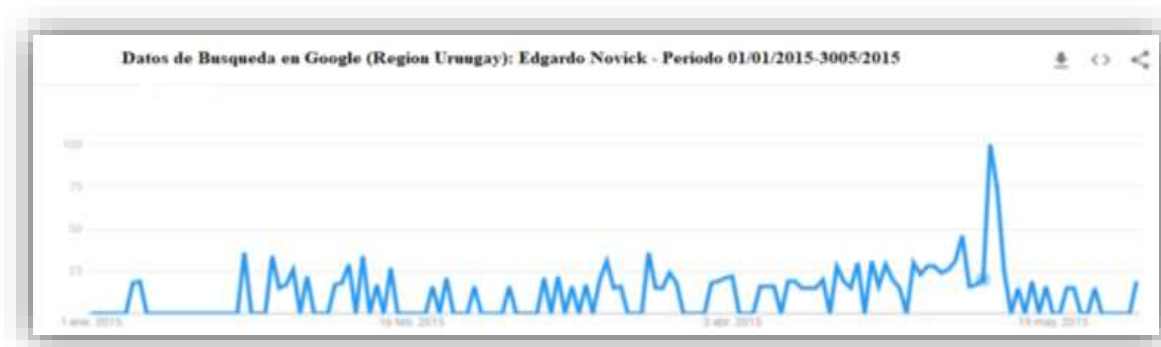 Datos de Busqueda en Google (Region Uruugay): Edgardo Novick - Periodo 01/01/2015-3005/2015
100
75
50
25
1 ene. 2015 16 feb. 2015 3 abr. 2015 19 may. 2015